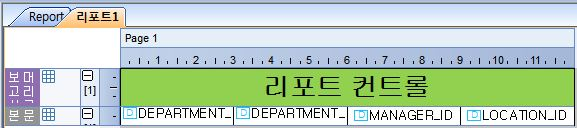 Report 리포트1
Page 1
1 2 3 4 5 6 7 8 9 10 11
보고 머리 [1] 리포트 컨트롤
본문 DEPARTMENT_ DEPARTMENT_ MANAGER_ID LOCATION_ID